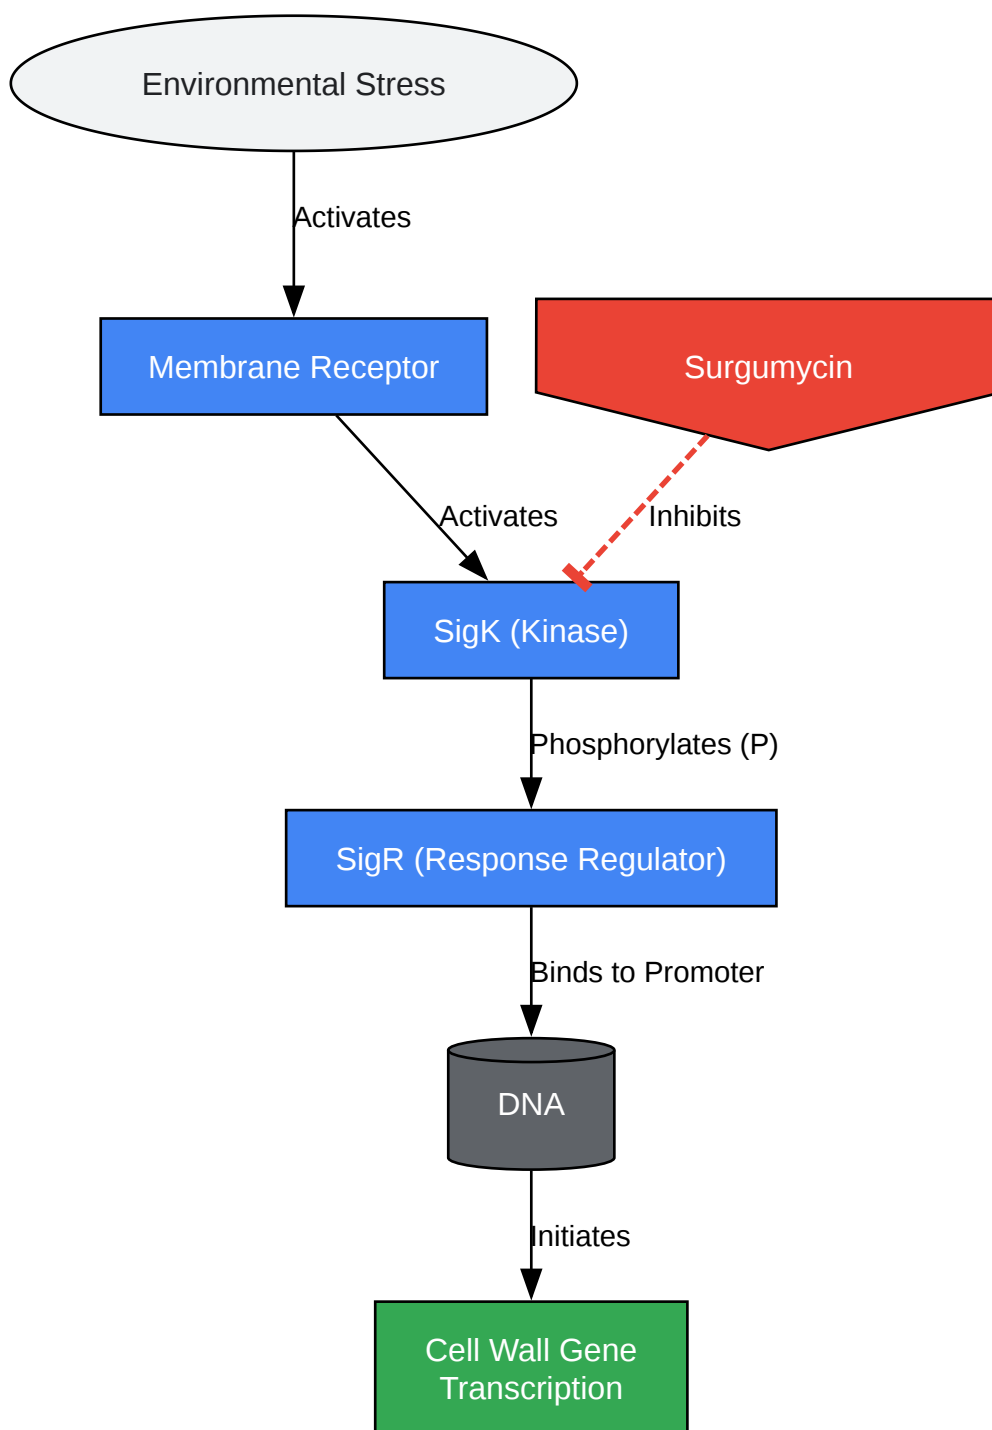 Environmental Stress
Activates
Membrane Receptor
Surgumycin
Activates
Inhibits
SigK (Kinase)
Phosphorylates (P)
SigR (Response Regulator)
Binds to Promoter
DNA
Initiates
Cell Wall Gene
Transcription